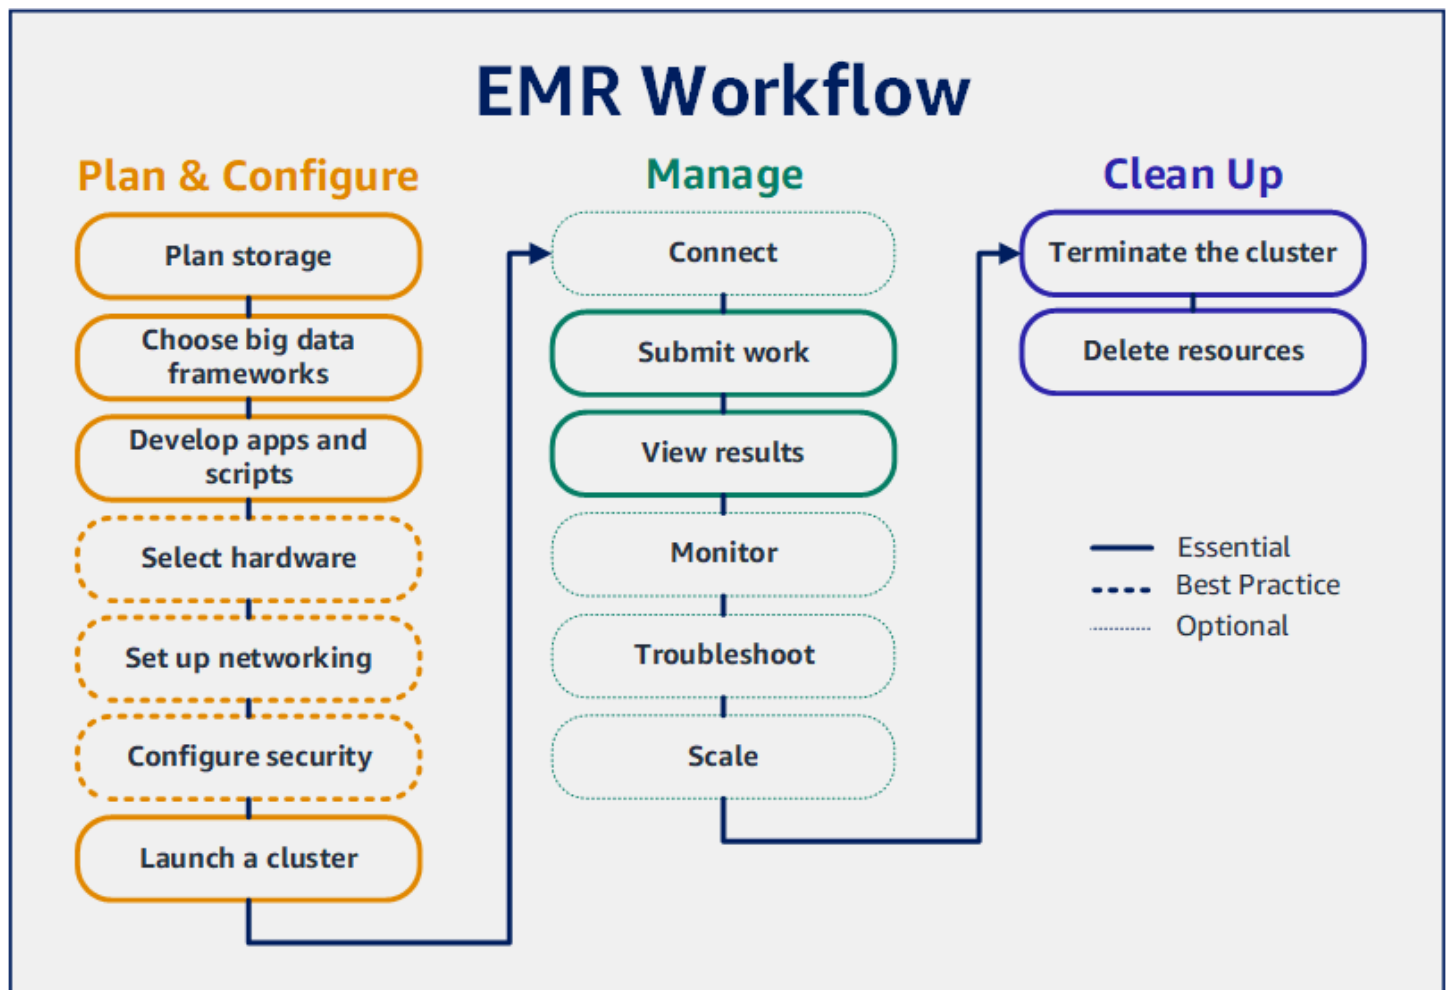 EMR Workflow
Plan & Configure
Plan storage
Choose big data
frameworks
Develop apps and
scripts
Select hardware
Set up networking
Configure security
Launch a cluster
Manage
Connect
Submit work
View results
Monitor
Troubleshoot
Scale
Clean Up
Terminate the cluster
Delete resources
Essential
Best Practice
Optional